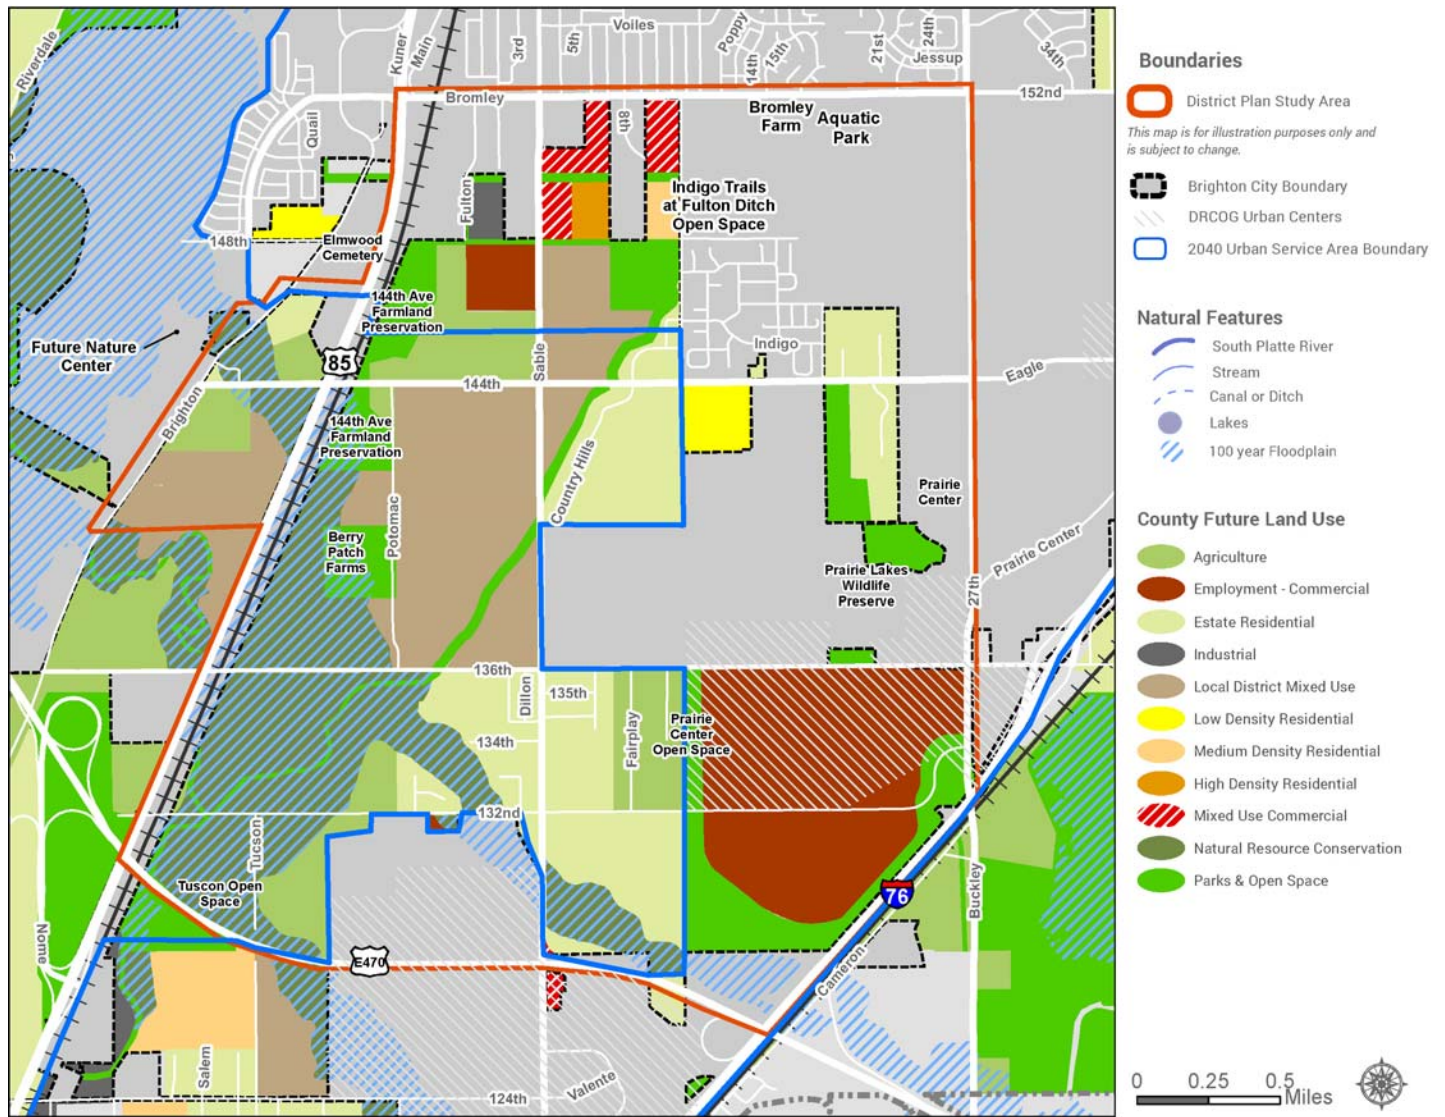 Riverdale
Kuner
Main
3rd
5th
Voiles
Poppy
14th
15th
21st
24th
Jessup
34th
Bromley
152nd
Quail
8th
Bromley
Farm
Aquatic
Park
Fulton
Indigo Trails
at Fulton Ditch
Open Space
148th
Elmwood
Cemetery
144th Ave
Farmland
Preservation
Future Nature
Center
85
Sable
Indigo
Eagle
144th
Brighton
144th Ave
Farmland
Preservation
Country Hills
Potomac
Prairie
Center
Berry
Patch
Farms
Prairie Center
Prairie Lakes
Wildlife
Preserve
27th
136th
Dillon
135th
Fairplay
Prairie
Center
Open Space
134th
132nd
Tucson
Tuscon Open
Space
76
Buckley
Nome
E470
Cameron
Salem
Valente
124th
Boundaries
District Plan Study Area
This map is for illustration purposes only and
is subject to change.
Brighton City Boundary
DRCOG Urban Centers
2040 Urban Service Area Boundary
Natural Features
South Platte River
Stream
Canal or Ditch
Lakes
100 year Floodplain
County Future Land Use
Agriculture
Employment - Commercial
Estate Residential
Industrial
Local District Mixed Use
Low Density Residential
Medium Density Residential
High Density Residential
Mixed Use Commercial
Natural Resource Conservation
Parks & Open Space
0 0.25 0.5
Miles